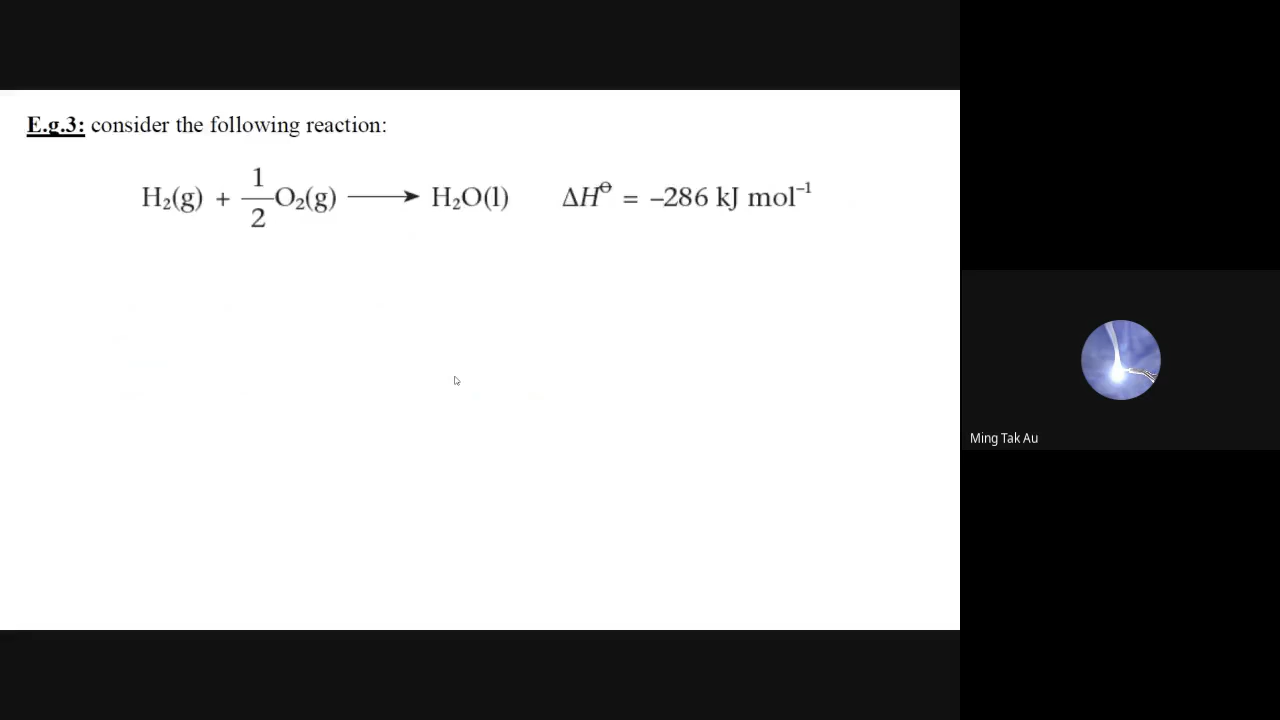 E.g.3: consider the following reaction:
H₂(g) + 1/2 O₂(g) ⟶ H₂O(l) ΔH⦵ = –286 kJ mol⁻¹
Ming Tak Au